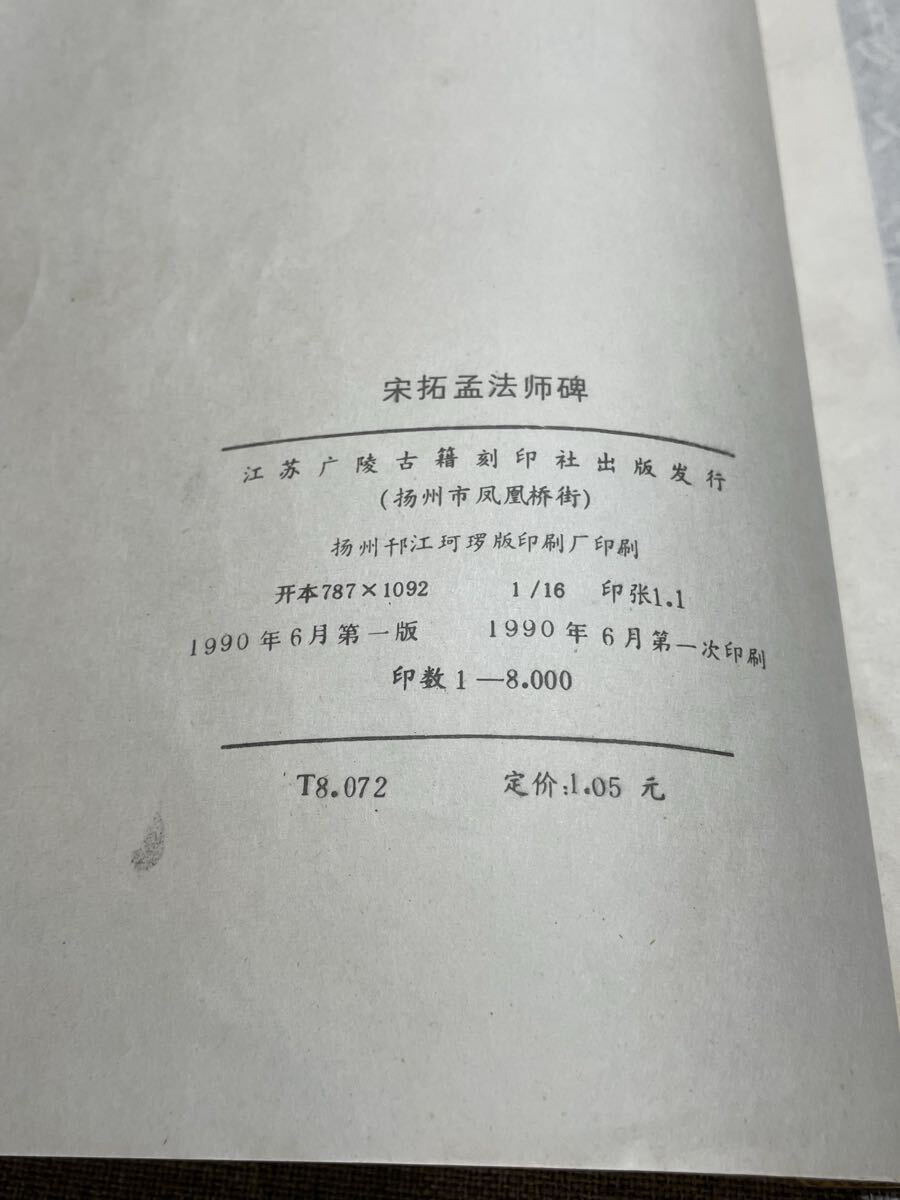 宋拓孟法师碑
江苏广陵古籍刻印社出版发行
(扬州市凤凰桥街)
扬州邗江珂㻬版印刷厂印刷
开本787×1092 1/16 印张1.1
1990年6月第一版 1990年6月第一次印刷
印数1—8.000
T8.072 定价:1.05元